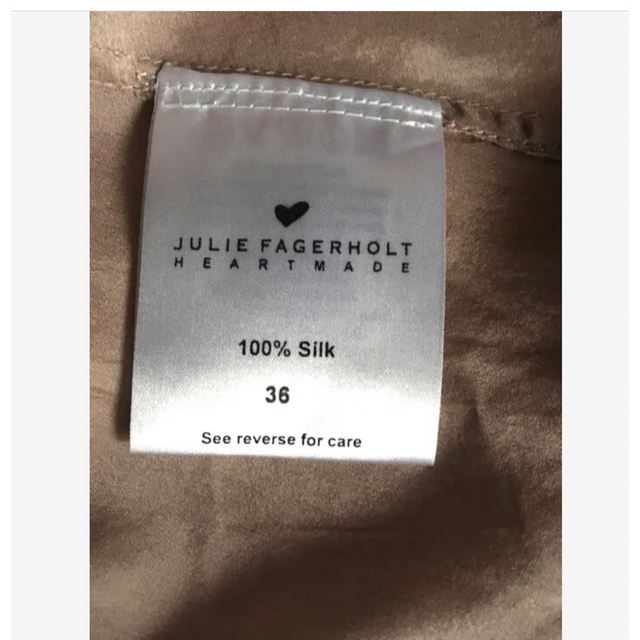 JULIE FAGERHOLT
HEARTMADE
100% Silk
36
See reverse for care